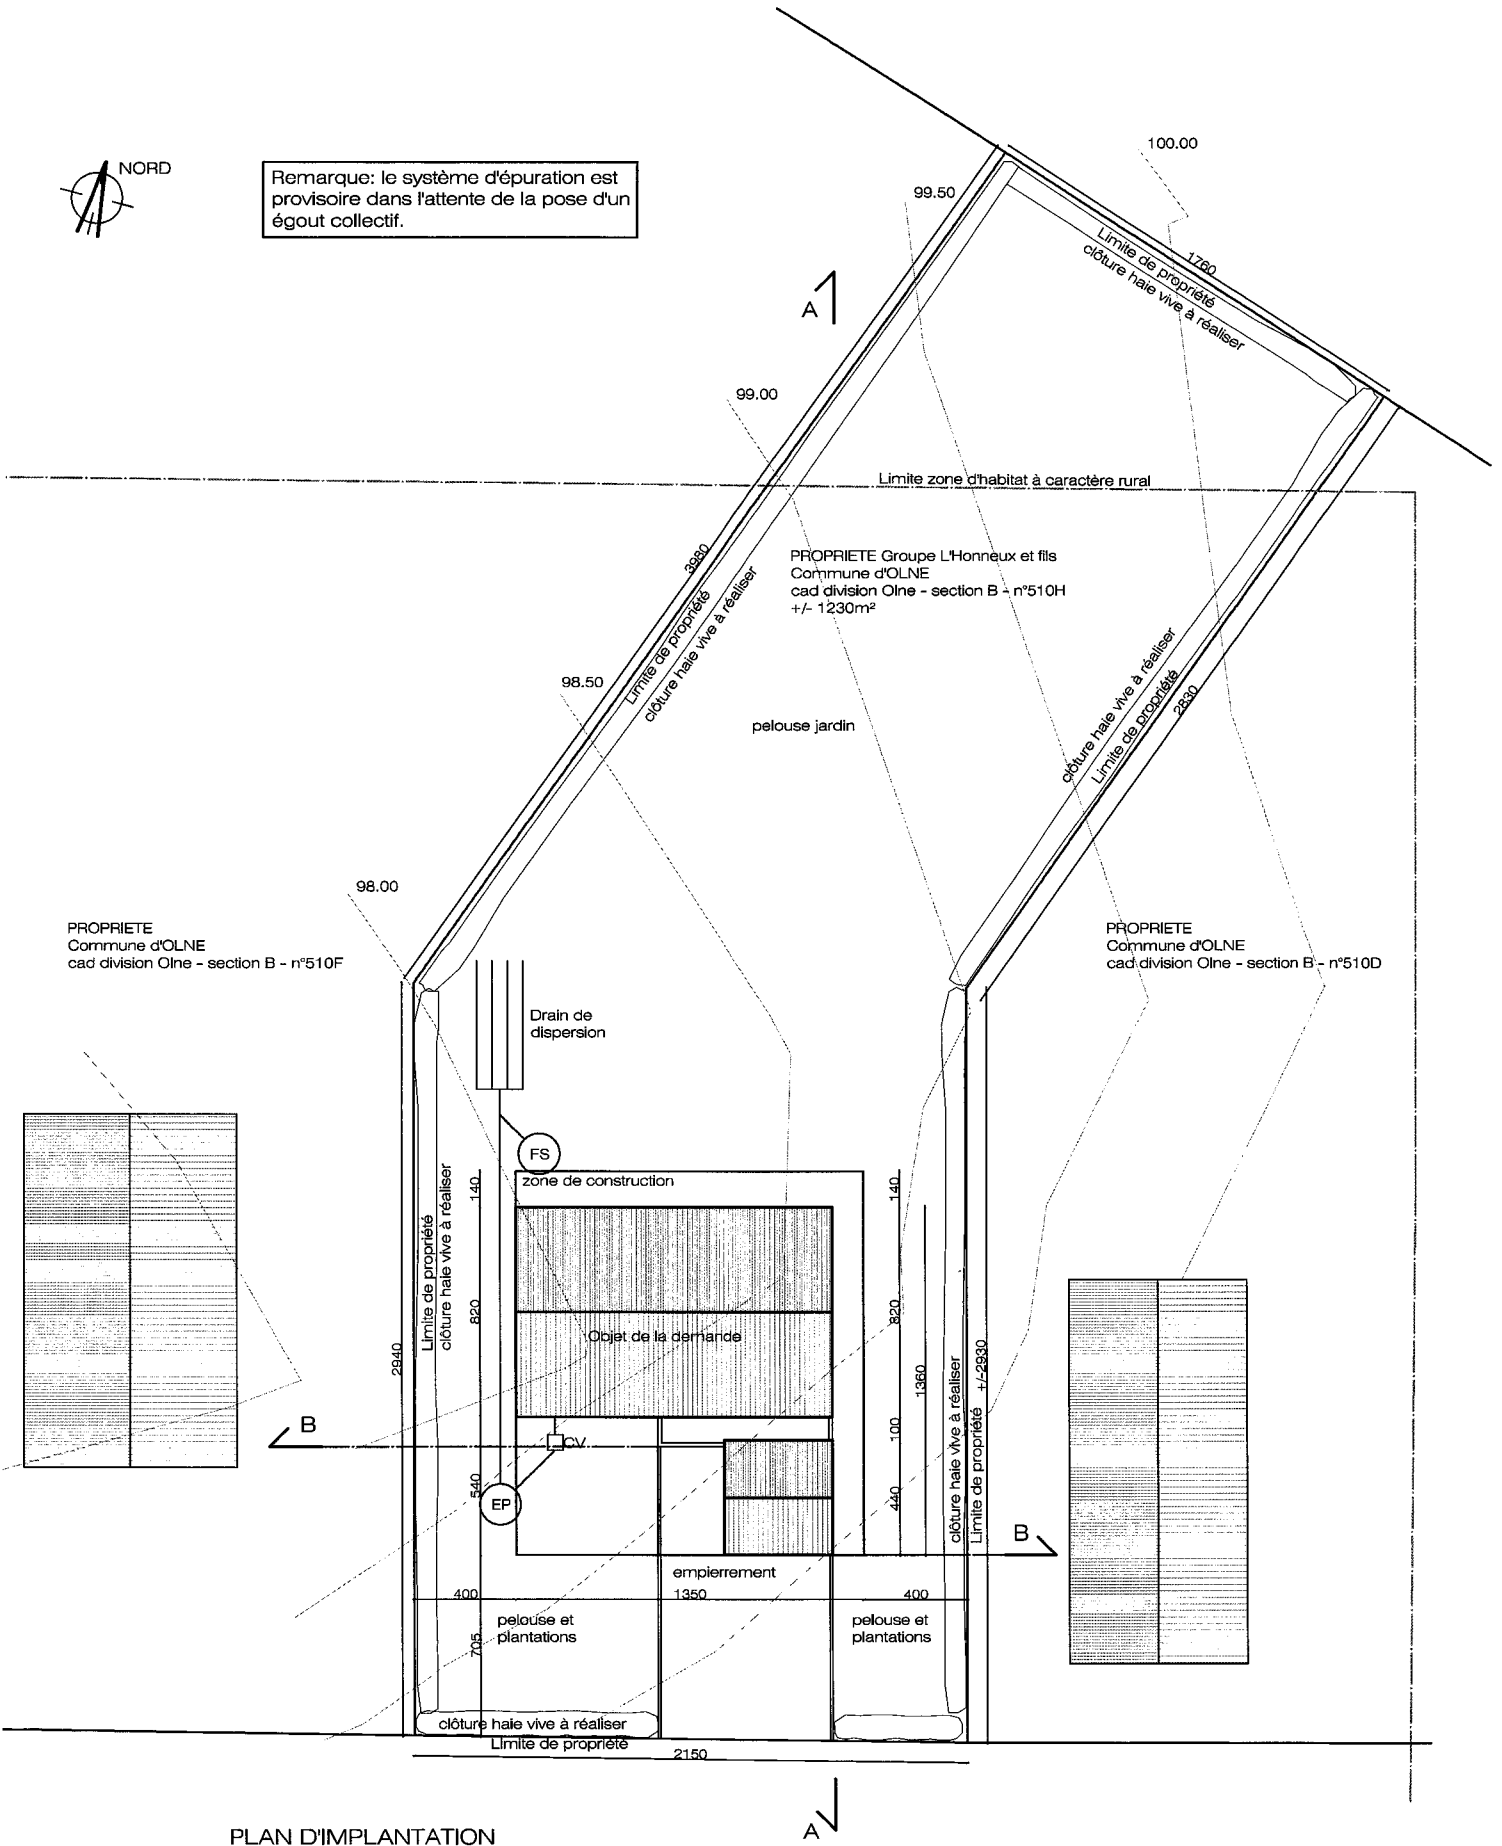 NORD
Remarque: le système d'épuration est
provisoire dans l'attente de la pose d'un
égout collectif.
100.00
99.50
1760
Limite de propriété
clôture haie vive à réaliser
A
99.00
Limite zone d'habitat à caractère rural
3980
Limite de propriété
clôture haie vive à réaliser
PROPRIETE Groupe L'Honneux et fils
Commune d'OLNE
cad division Olne - section B - n°510H
+/- 1230m²
98.50
pelouse jardin
clôture haie vive à réaliser
Limite de propriété
2830
98.00
PROPRIETE
Commune d'OLNE
cad division Olne - section B - n°510F
PROPRIETE
Commune d'OLNE
cad division Olne - section B - n°510D
Drain de
dispersion
FS
zone de construction
140
140
Limite de propriété
clôture haie vive à réaliser
820
820
Objet de la demande
2940
1360
clôture haie vive à réaliser
Limite de propriété +/-2930
B
CV
100
540
EP
440
B
empierrement
400
1350
400
pelouse et
plantations
pelouse et
plantations
705
clôture haie vive à réaliser
Limite de propriété
2150
A
PLAN D'IMPLANTATION